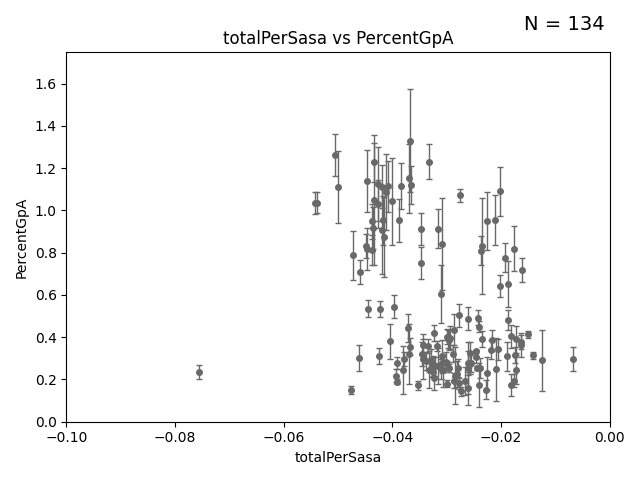 N = 134
totalPerSasa vs PercentGpA
1.6
1.4
1.2
1.0
0.8
0.6
0.4
0.2
0.0
PercentGpA
−0.10 −0.08 −0.06 −0.04 −0.02 0.00
totalPerSasa